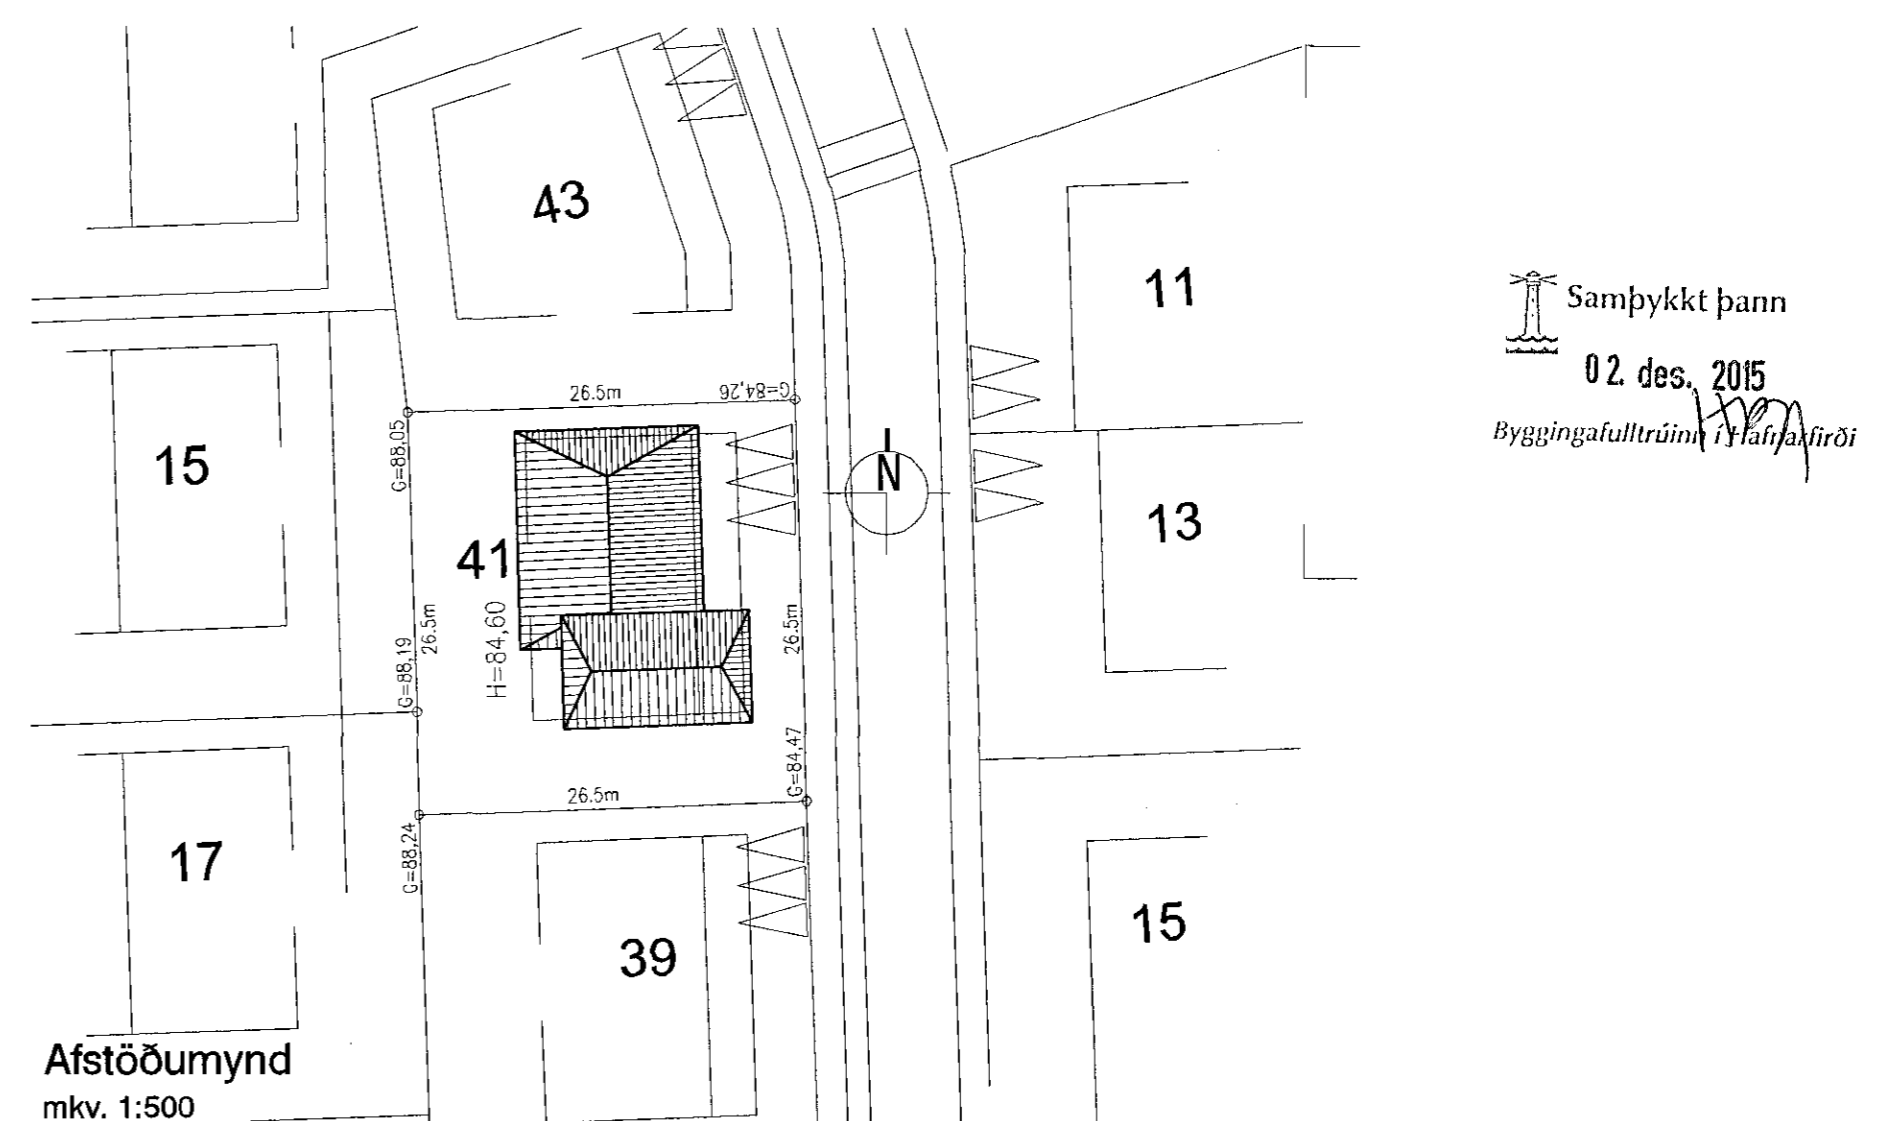 43
11
Samþykkt þann
02. des. 2015
Byggingafulltrúinn í Hafnarfirði
26.5m
G=84,26
G=88,05
15
N
41
13
H=84,60
26.5m
26.5m
G=88,19
G=84,47
26.5m
G=88,24
17
39
15
Afstöðumynd
mkv. 1:500